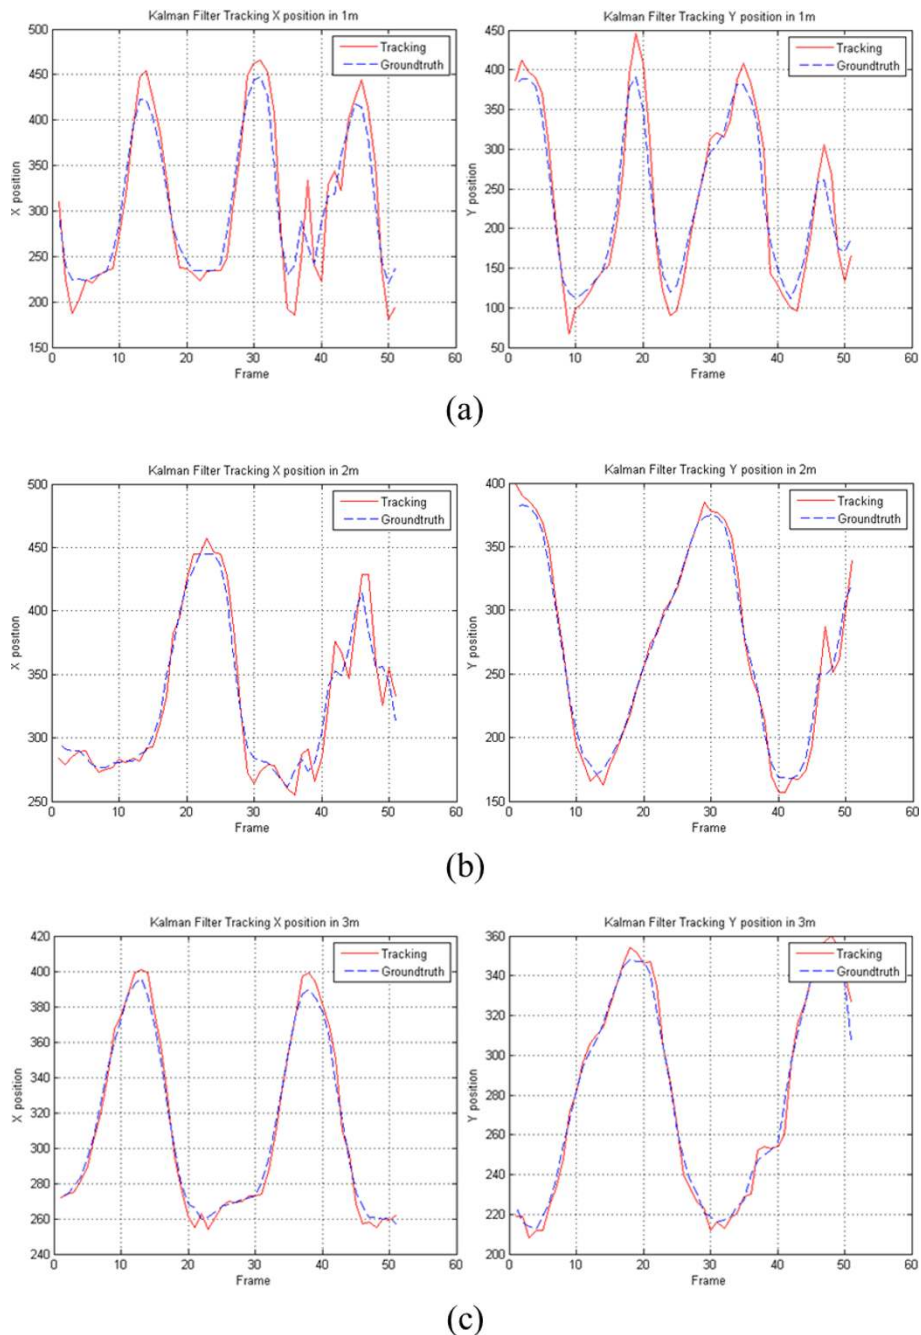 Kalman Filter Tracking X position in 1m
500
450
400
350
300
250
200
150
0 10 20 30 40 50 60
X position
Frame
Tracking
Groundtruth
Kalman Filter Tracking Y position in 1m
450
400
350
300
250
200
150
100
50
0 10 20 30 40 50 60
Y position
Frame
Tracking
Groundtruth
(a)
Kalman Filter Tracking X position in 2m
500
450
400
350
300
250
0 10 20 30 40 50 60
X position
Frame
Tracking
Groundtruth
Kalman Filter Tracking Y position in 2m
400
350
300
250
200
150
0 10 20 30 40 50 60
Y position
Frame
Tracking
Groundtruth
(b)
Kalman Filter Tracking X position in 3m
420
400
380
360
340
320
300
280
260
240
0 10 20 30 40 50 60
X position
Frame
Tracking
Groundtruth
Kalman Filter Tracking Y position in 3m
360
340
320
300
280
260
240
220
200
0 10 20 30 40 50 60
Y position
Frame
Tracking
Groundtruth
(c)